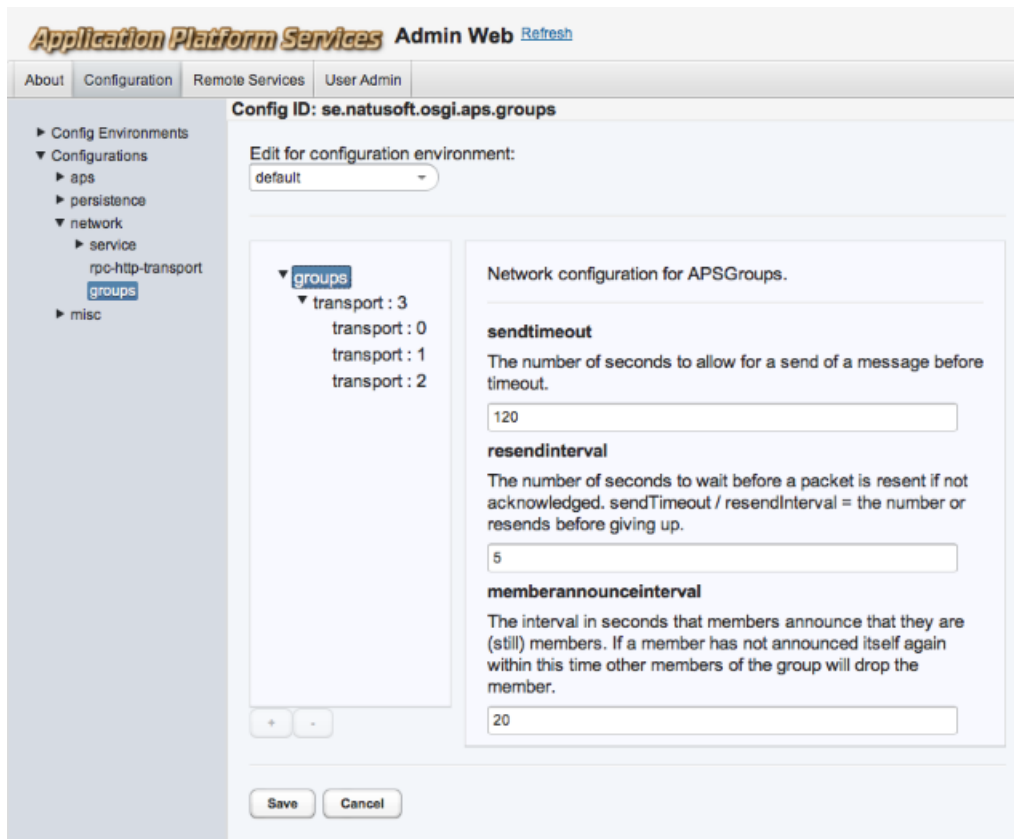 Application Platform Services Admin Web Refresh
About Configuration Remote Services User Admin
Config ID: se.natusoft.osgi.aps.groups
Config Environments
Configurations
aps
persistence
network
service
rpc-http-transport
groups
misc
Edit for configuration environment:
default
groups
transport : 3
transport : 0
transport : 1
transport : 2
+ -
Network configuration for APSGroups.
sendtimeout
The number of seconds to allow for a send of a message before
timeout.
120
resendinterval
The number of seconds to wait before a packet is resent if not
acknowledged. sendTimeout / resendInterval = the number or
resends before giving up.
5
memberannounceinterval
The interval in seconds that members announce that they are
(still) members. If a member has not announced itself again
within this time other members of the group will drop the
member.
20
Save Cancel